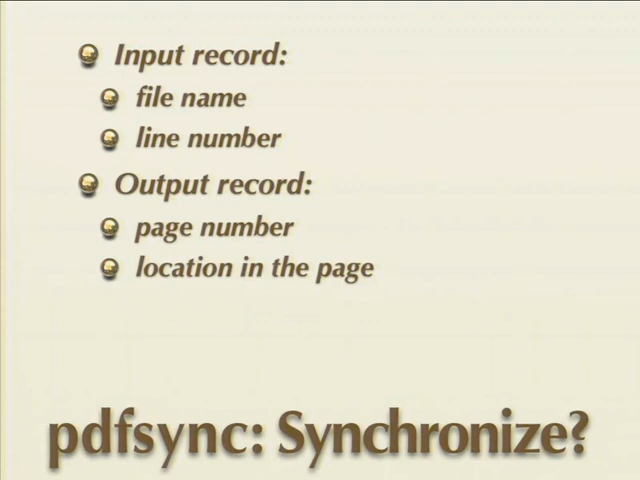 Input record:
file name
line number
Output record:
page number
location in the page
pdfsync: Synchronize?